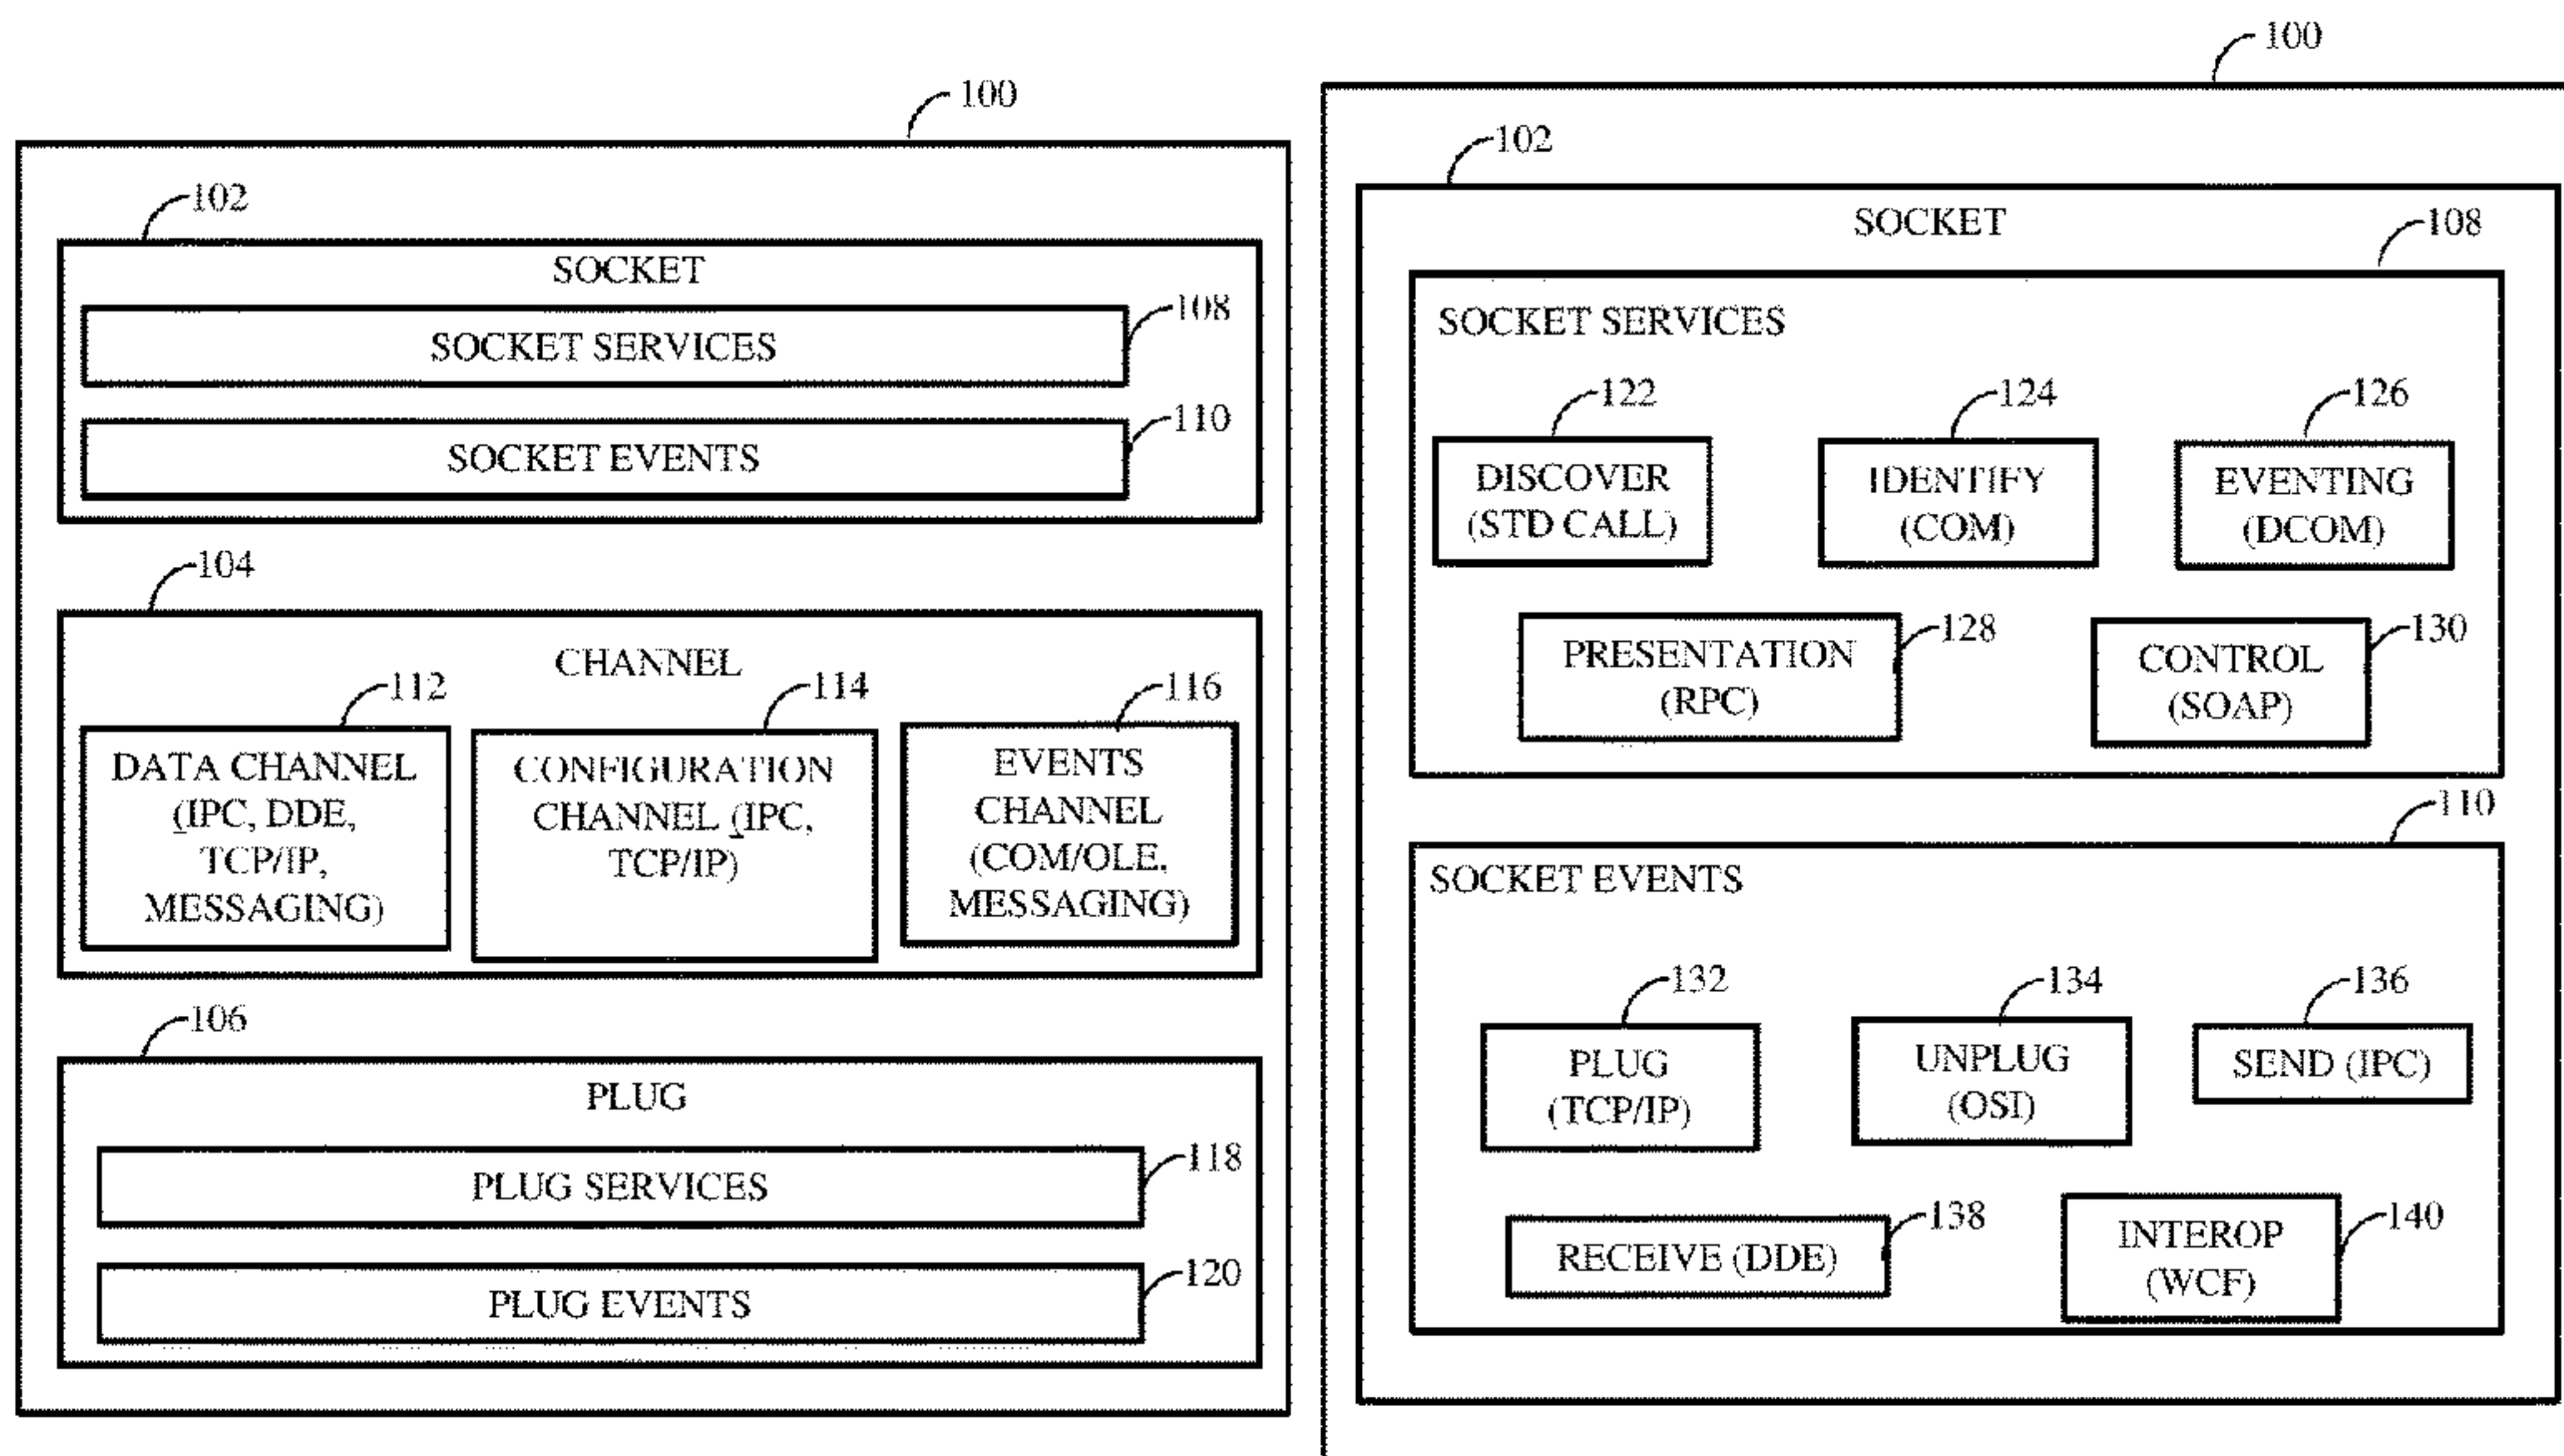 100
102
SOCKET
SOCKET SERVICES
108
SOCKET EVENTS
110
104
CHANNEL
112
DATA CHANNEL
(IPC, DDE,
TCP/IP,
MESSAGING)
114
CONFIGURATION
CHANNEL (IPC,
TCP/IP)
116
EVENTS
CHANNEL
(COM/OLE,
MESSAGING)
106
PLUG
PLUG SERVICES
118
PLUG EVENTS
120
100
102
SOCKET
108
SOCKET SERVICES
122
DISCOVER
(STD CALL)
124
IDENTIFY
(COM)
126
EVENTING
(DCOM)
PRESENTATION
(RPC)
128
CONTROL
(SOAP)
130
110
SOCKET EVENTS
132
PLUG
(TCP/IP)
134
UNPLUG
(OSI)
136
SEND (IPC)
RECEIVE (DDE)
138
INTEROP
(WCF)
140